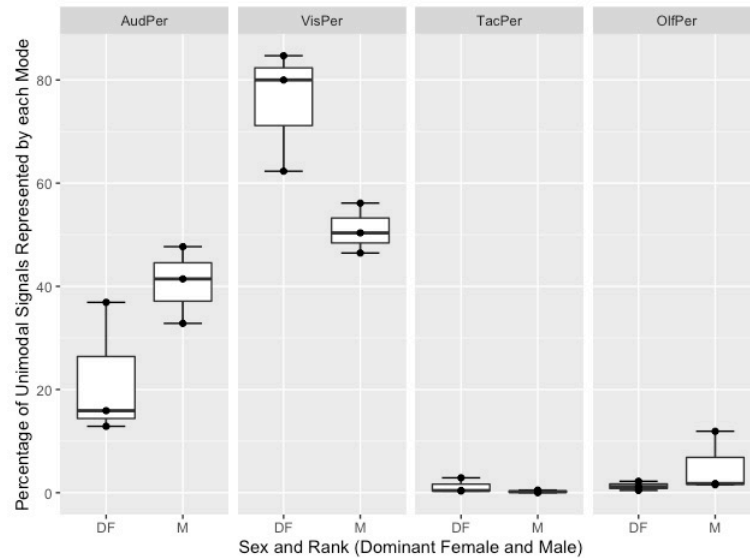 AudPer VisPer TacPer OlfPer
Percentage of Unimodal Signals Represented by each Mode
80
60
40
20
0
DF M DF M DF M DF M
Sex and Rank (Dominant Female and Male)